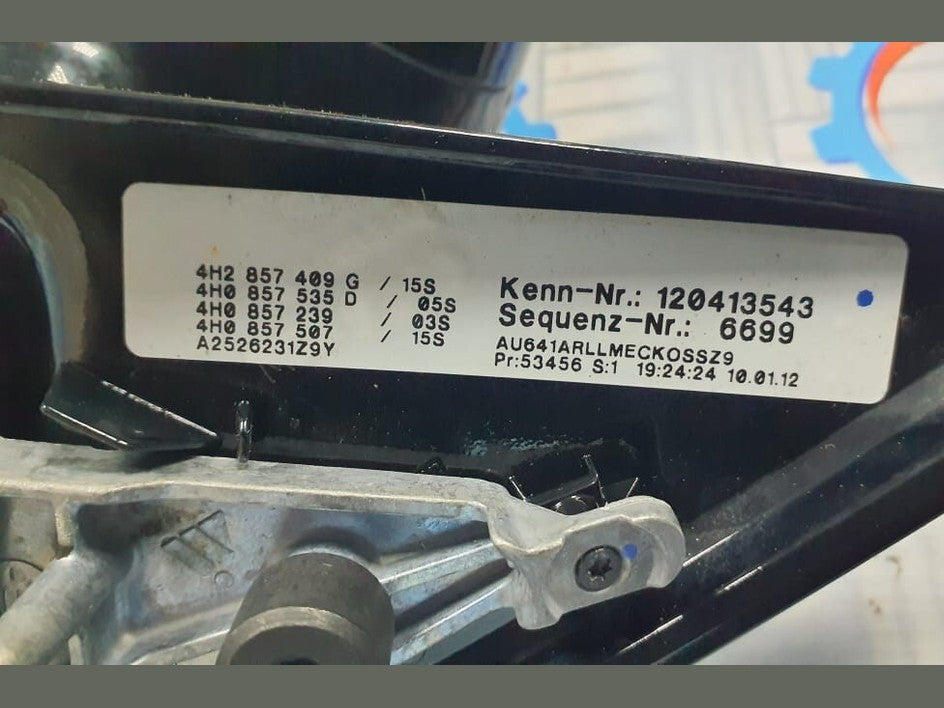 4H2 857 409 G / 15S
4H0 857 535 D / 05S
4H0 857 239 / 03S
4H0 857 507 / 15S
A2526231Z9Y
Kenn-Nr.: 120413543
Sequenz-Nr.: 6699
AU641ARLLMECKOSSZ9
Pr:53456 S:1 19:24:24 10.01.12